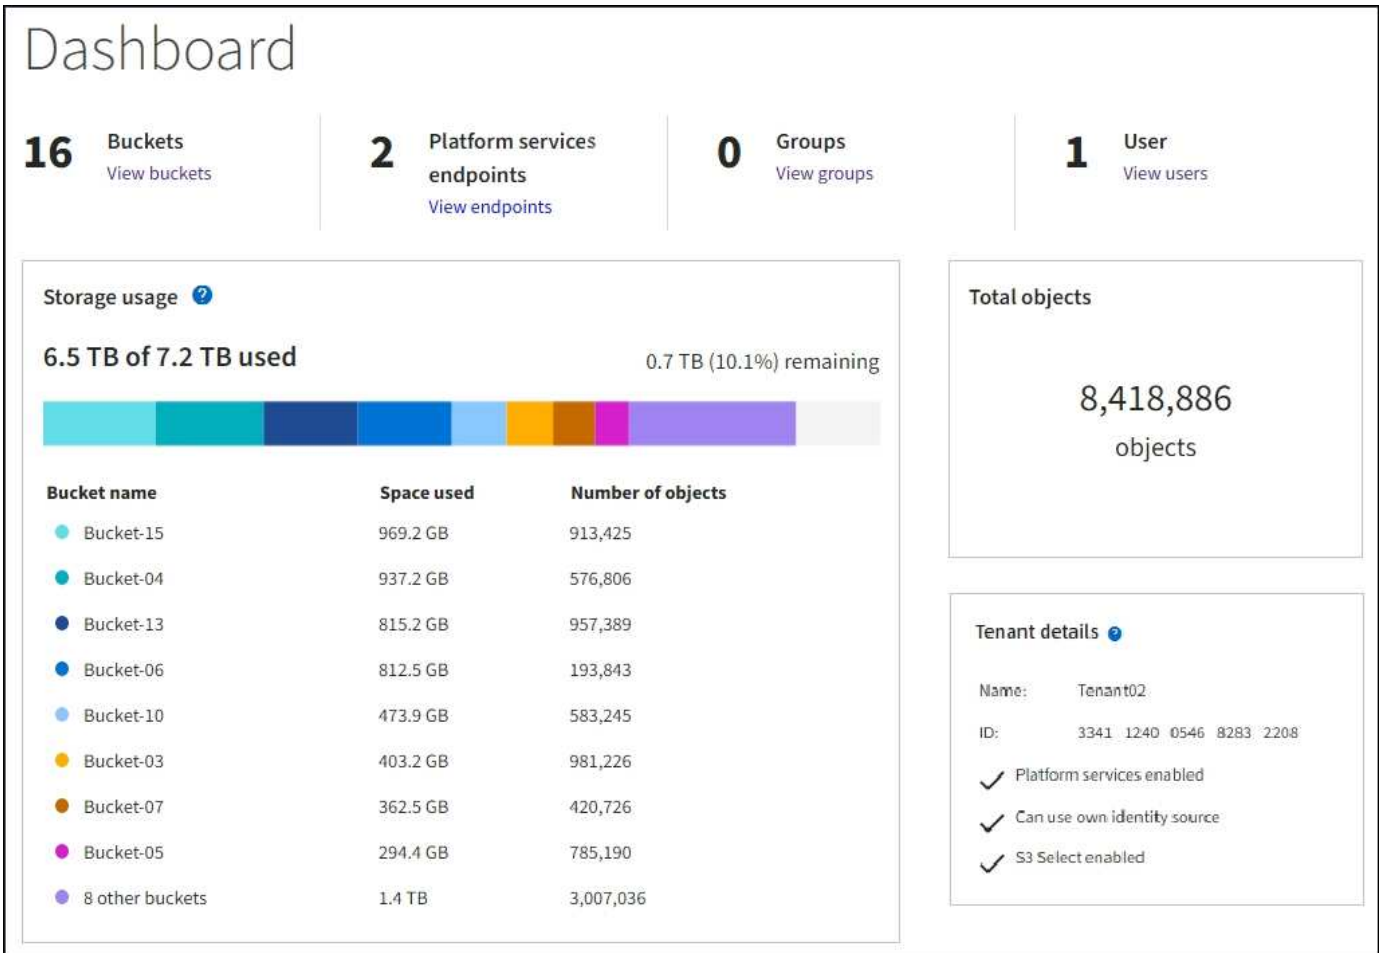 Dashboard
16 Buckets
View buckets
2 Platform services
endpoints
View endpoints
0 Groups
View groups
1 User
View users
Storage usage ?
6.5 TB of 7.2 TB used
0.7 TB (10.1%) remaining
Bucket name Space used Number of objects
Bucket-15 969.2 GB 913,425
Bucket-04 937.2 GB 576,806
Bucket-13 815.2 GB 957,389
Bucket-06 812.5 GB 193,843
Bucket-10 473.9 GB 583,245
Bucket-03 403.2 GB 981,226
Bucket-07 362.5 GB 420,726
Bucket-05 294.4 GB 785,190
8 other buckets 1.4 TB 3,007,036
Total objects
8,418,886
objects
Tenant details ?
Name: Tenant02
ID: 3341 1240 0546 8283 2208
Platform services enabled
Can use own identity source
S3 Select enabled